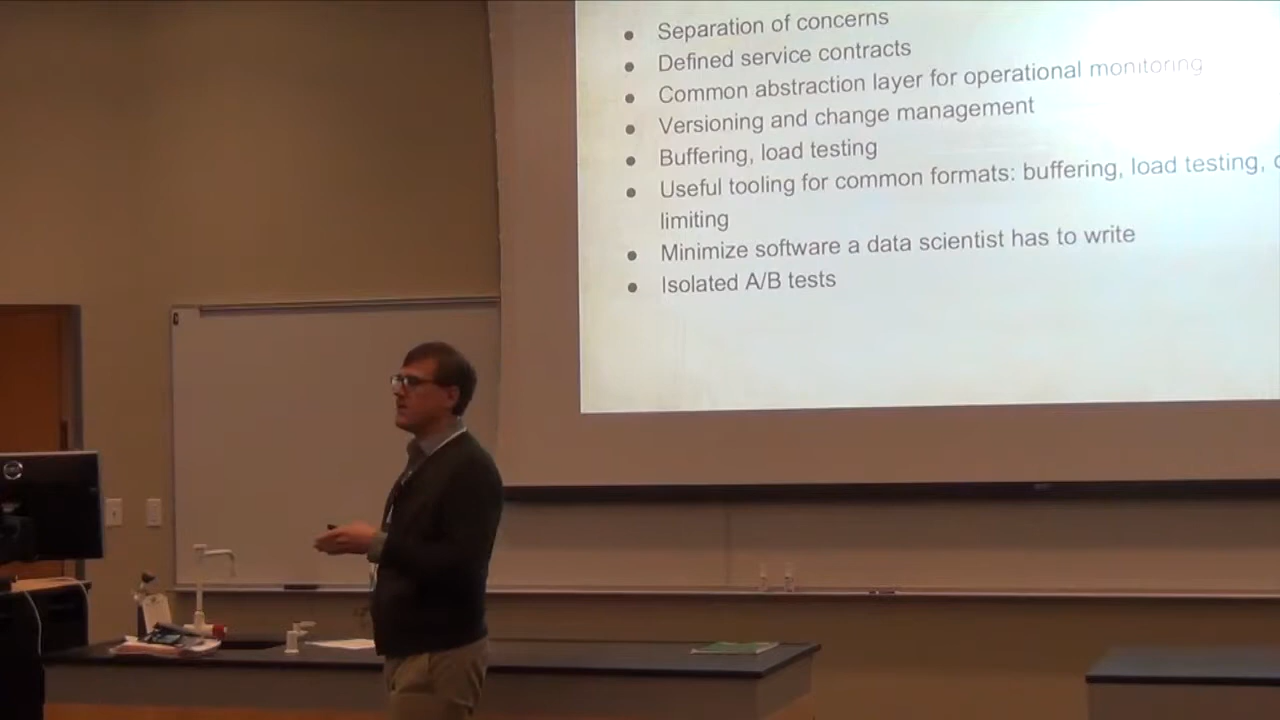 Separation of concerns
Defined service contracts
Common abstraction layer for operational monitoring
Versioning and change management
Buffering, load testing
Useful tooling for common formats: buffering, load testing,
limiting
Minimize software a data scientist has to write
Isolated A/B tests